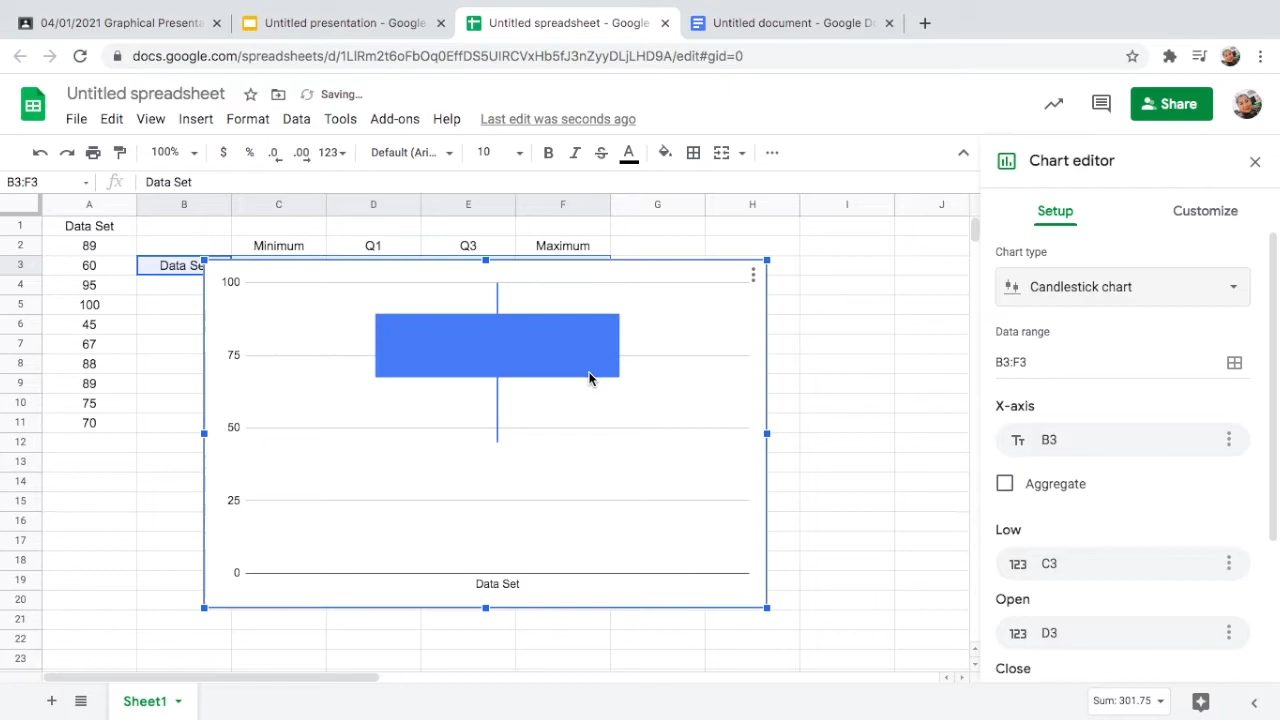 04/01/2021 Graphical Presenta
Untitled presentation - Google
Untitled spreadsheet - Google
Untitled document - Google Do
docs.google.com/spreadsheets/d/1LlRm2t6oFbOq0EffDS5UIRCVxHb5fJ3nZyyDLjLHD9A/edit#gid=0
Untitled spreadsheet
Saving...
Share
File Edit View Insert Format Data Tools Add-ons Help Last edit was seconds ago
100% $ % .0 .00 123 Default (Ari... 10 B I S A
B3:F3 fx Data Set
A B C D E F G H I J
1 Data Set
2 89 Minimum Q1 Q3 Maximum
3 60 Data Se
4 95
5 100
6 45
7 67
8 88
9 89
10 75
11 70
12
13
14
15
16
17
18
19
20
21
22
23
100
75
50
25
0
Data Set
Chart editor
Setup Customize
Chart type
Candlestick chart
Data range
B3:F3
X-axis
Tт B3
Aggregate
Low
123 C3
Open
123 D3
Close
Sheet1
Sum: 301.75